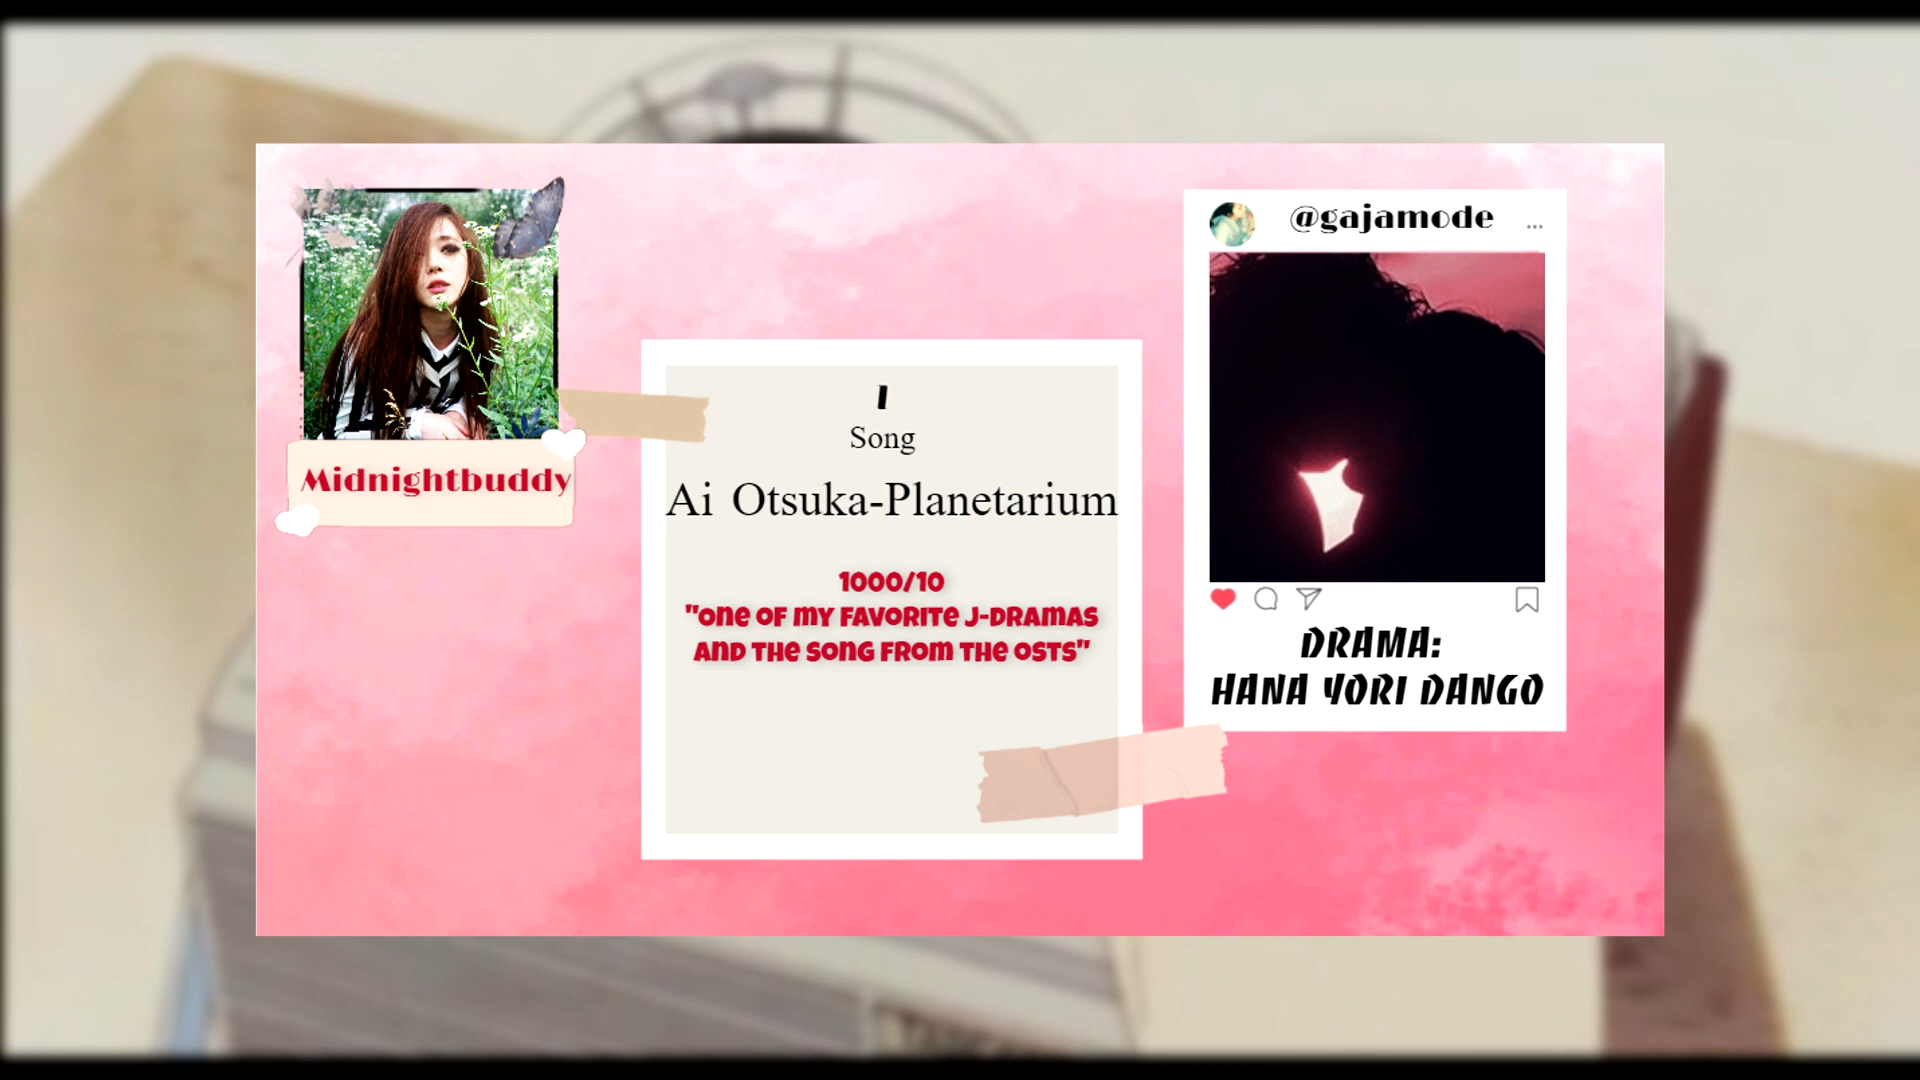 Midnightbuddy
1
Song
Ai Otsuka-Planetarium
1000/10
"One of my favorite J-Dramas
and the song from the OSTs"
@gajamode
...
DRAMA:
HANA YORI DANGO